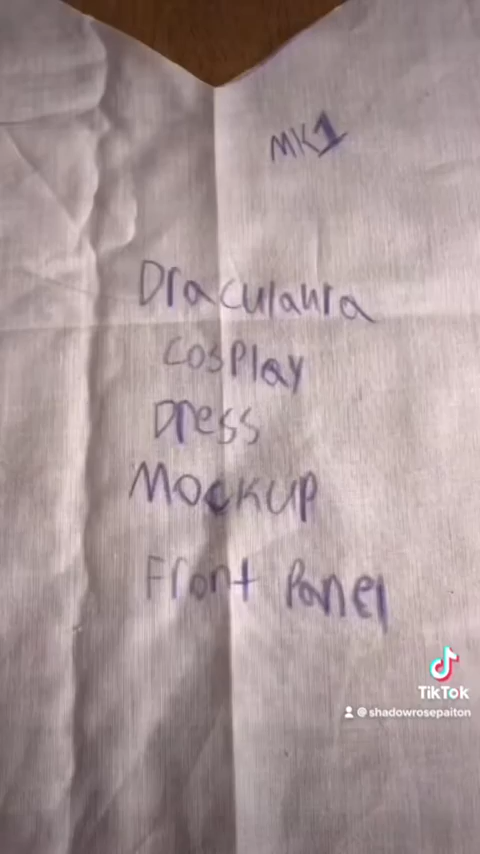 MK1
Draculaura
Cosplay
Dress
Mockup
Front Panel
TikTok
@shadowrosepaiton